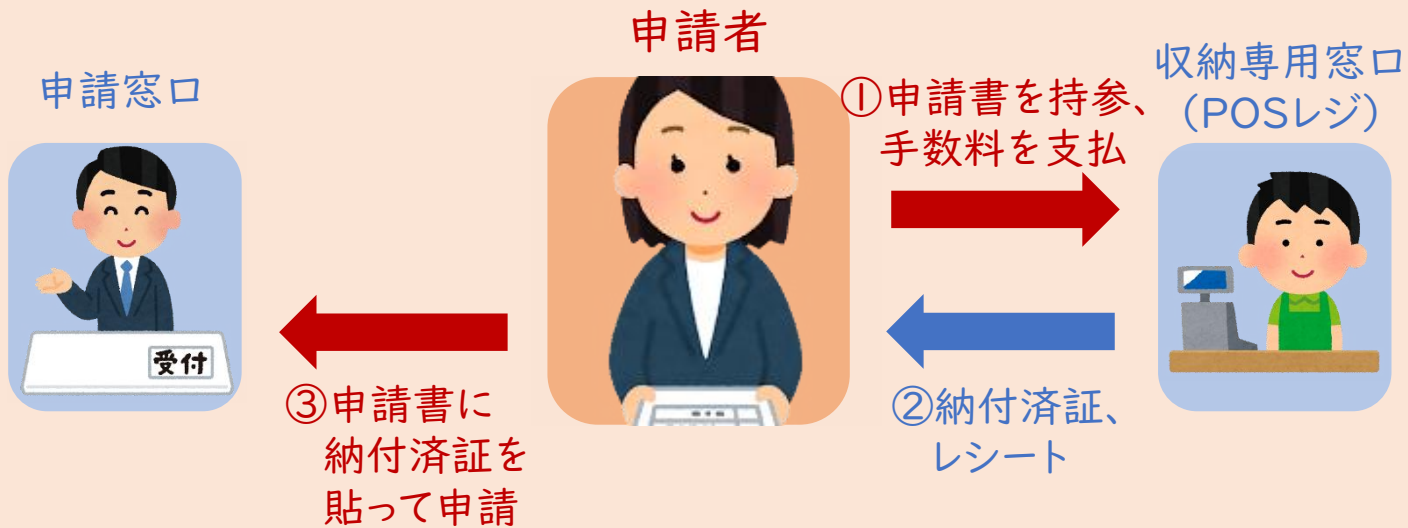 申請者
申請窓口
収納専用窓口
(POSレジ)
①申請書を持参、
手数料を支払
受付
③申請書に
納付済証を
貼って申請
②納付済証、
レシート